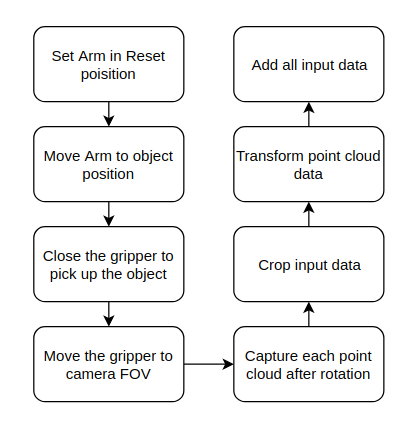 Set Arm in Reset
poisition
Move Arm to object
position
Close the gripper to
pick up the object
Move the gripper to
camera FOV
Capture each point
cloud after rotation
Crop input data
Transform point cloud
data
Add all input data